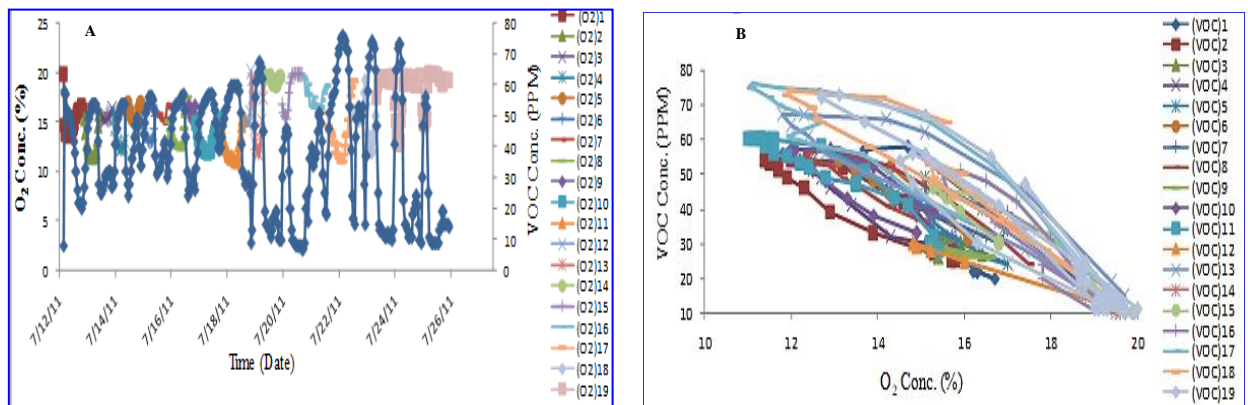 A
O2 Conc. (%)
25
20
15
10
5
0
VOC Conc. (PPM)
80
70
60
50
40
30
20
10
0
7/12/11
7/14/11
7/16/11
7/18/11
7/20/11
7/22/11
7/24/11
7/26/11
Time (Date)
(O2)1
(O2)2
(O2)3
(O2)4
(O2)5
(O2)6
(O2)7
(O2)8
(O2)9
(O2)10
(O2)11
(O2)12
(O2)13
(O2)14
(O2)15
(O2)16
(O2)17
(O2)18
(O2)19
B
VOC Conc. (PPM)
80
70
60
50
40
30
20
10
10
12
14
16
18
20
O2 Conc. (%)
(VOC)1
(VOC)2
(VOC)3
(VOC)4
(VOC)5
(VOC)6
(VOC)7
(VOC)8
(VOC)9
(VOC)10
(VOC)11
(VOC)12
(VOC)13
(VOC)14
(VOC)15
(VOC)16
(VOC)17
(VOC)18
(VOC)19